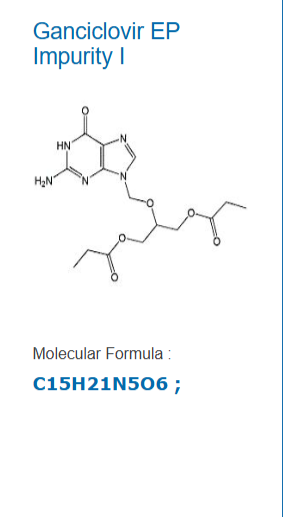 Ganciclovir EP
Impurity I
O
HN
N
H₂N
N
N
O
O
O
O
O
Molecular Formula :
C15H21N5O6 ;